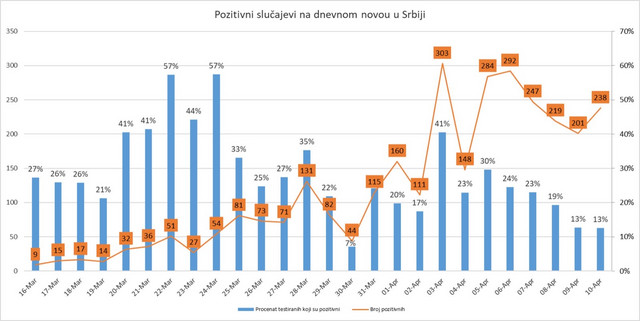 Pozitivni slučajevi na dnevnom novou u Srbiji
350 300 250 200 150 100 50 0
70% 60% 50% 40% 30% 20% 10% 0%
27% 26% 26% 21% 41% 41% 57% 44% 57% 33% 25% 27% 35% 22% 7% 20% 17% 41% 23% 30% 24% 23% 19% 13% 13%
9 15 17 14 32 36 51 27 54 81 73 71 131 82 44 115 160 111 303 148 284 292 247 219 201 238
16-Mar 17-Mar 18-Mar 19-Mar 20-Mar 21-Mar 22-Mar 23-Mar 24-Mar 25-Mar 26-Mar 27-Mar 28-Mar 29-Mar 30-Mar 31-Mar 01-Apr 02-Apr 03-Apr 04-Apr 05-Apr 06-Apr 07-Apr 08-Apr 09-Apr 10-Apr
Procenat testiranih koji su pozitivni Broj pozitivnih